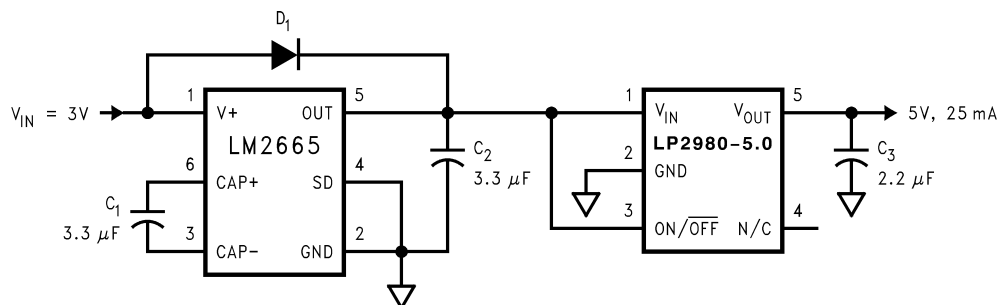 D1
VIN = 3V
1
V+
OUT
5
LM2665
6
CAP+
SD
4
C1
3.3 μF
3
CAP-
GND
2
C2
3.3 μF
1
VIN
VOUT
5
5V, 25 mA
LP2980-5.0
2
GND
3
ON/OFF
N/C
4
C3
2.2 μF